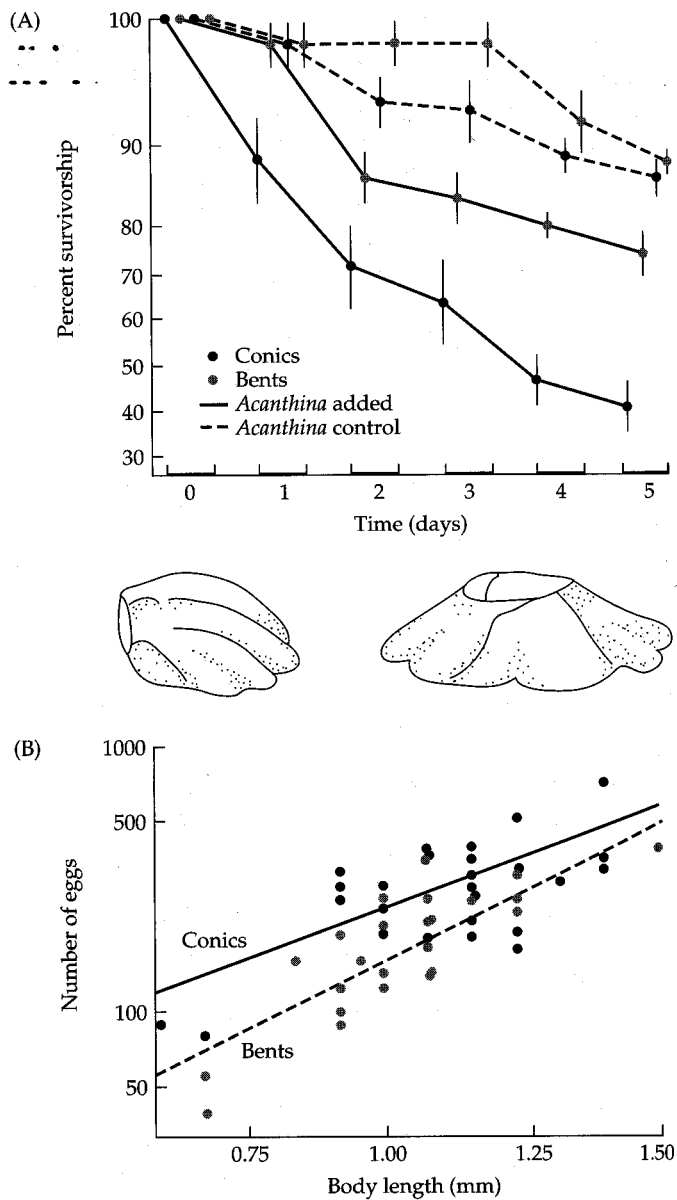 (A)
100
90
80
70
60
50
40
30
Percent survivorship
Conics
Bents
Acanthina added
Acanthina control
0 1 2 3 4 5
Time (days)
(B)
1000
500
100
50
Number of eggs
Conics
Bents
0.75 1.00 1.25 1.50
Body length (mm)